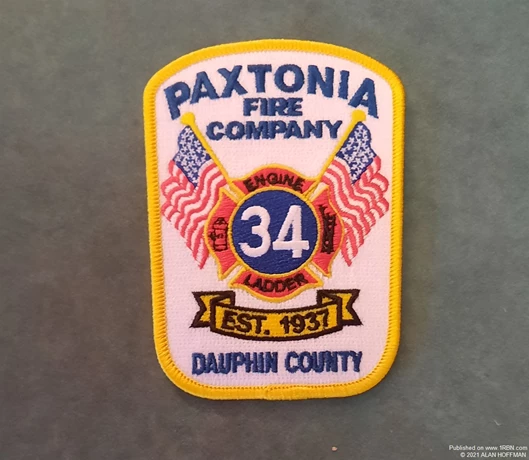 PAXTONIA
FIRE
COMPANY
ENGINE
34
LADDER
EST. 1937
DAUPHIN COUNTY
Published on www.1RBN.com
© 2021 ALAN HOFFMAN